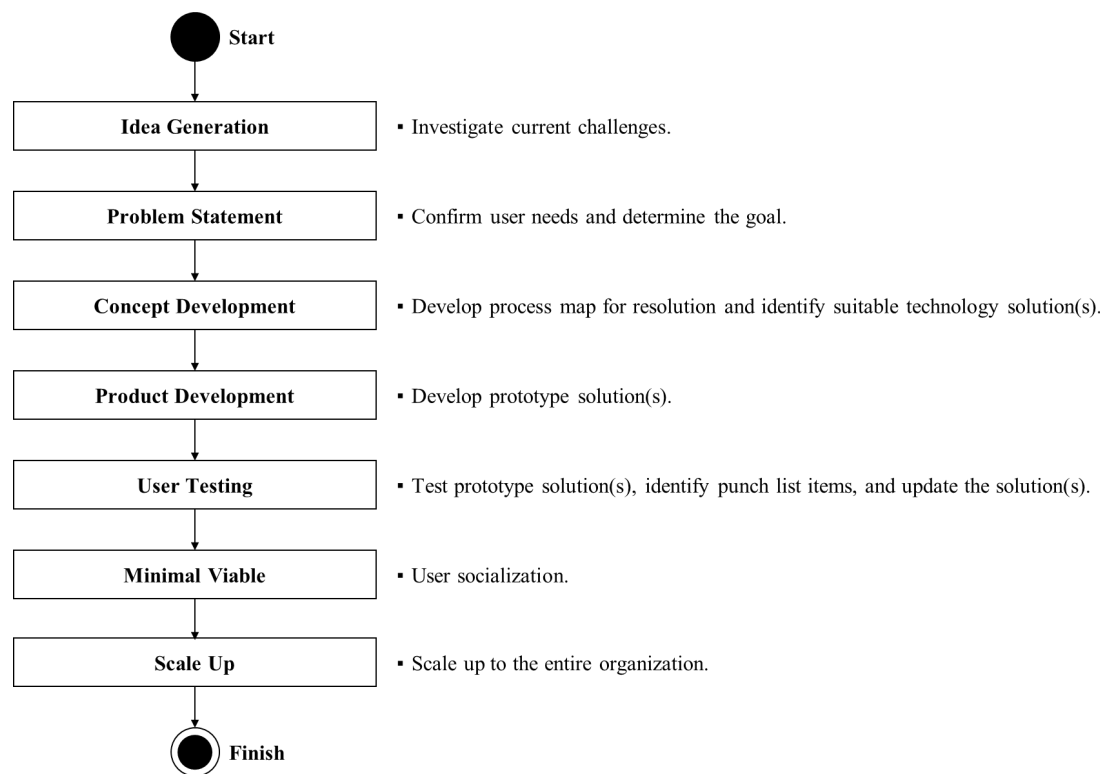 Start
Idea Generation
▪ Investigate current challenges.
Problem Statement
▪ Confirm user needs and determine the goal.
Concept Development
▪ Develop process map for resolution and identify suitable technology solution(s).
Product Development
▪ Develop prototype solution(s).
User Testing
▪ Test prototype solution(s), identify punch list items, and update the solution(s).
Minimal Viable
▪ User socialization.
Scale Up
▪ Scale up to the entire organization.
Finish